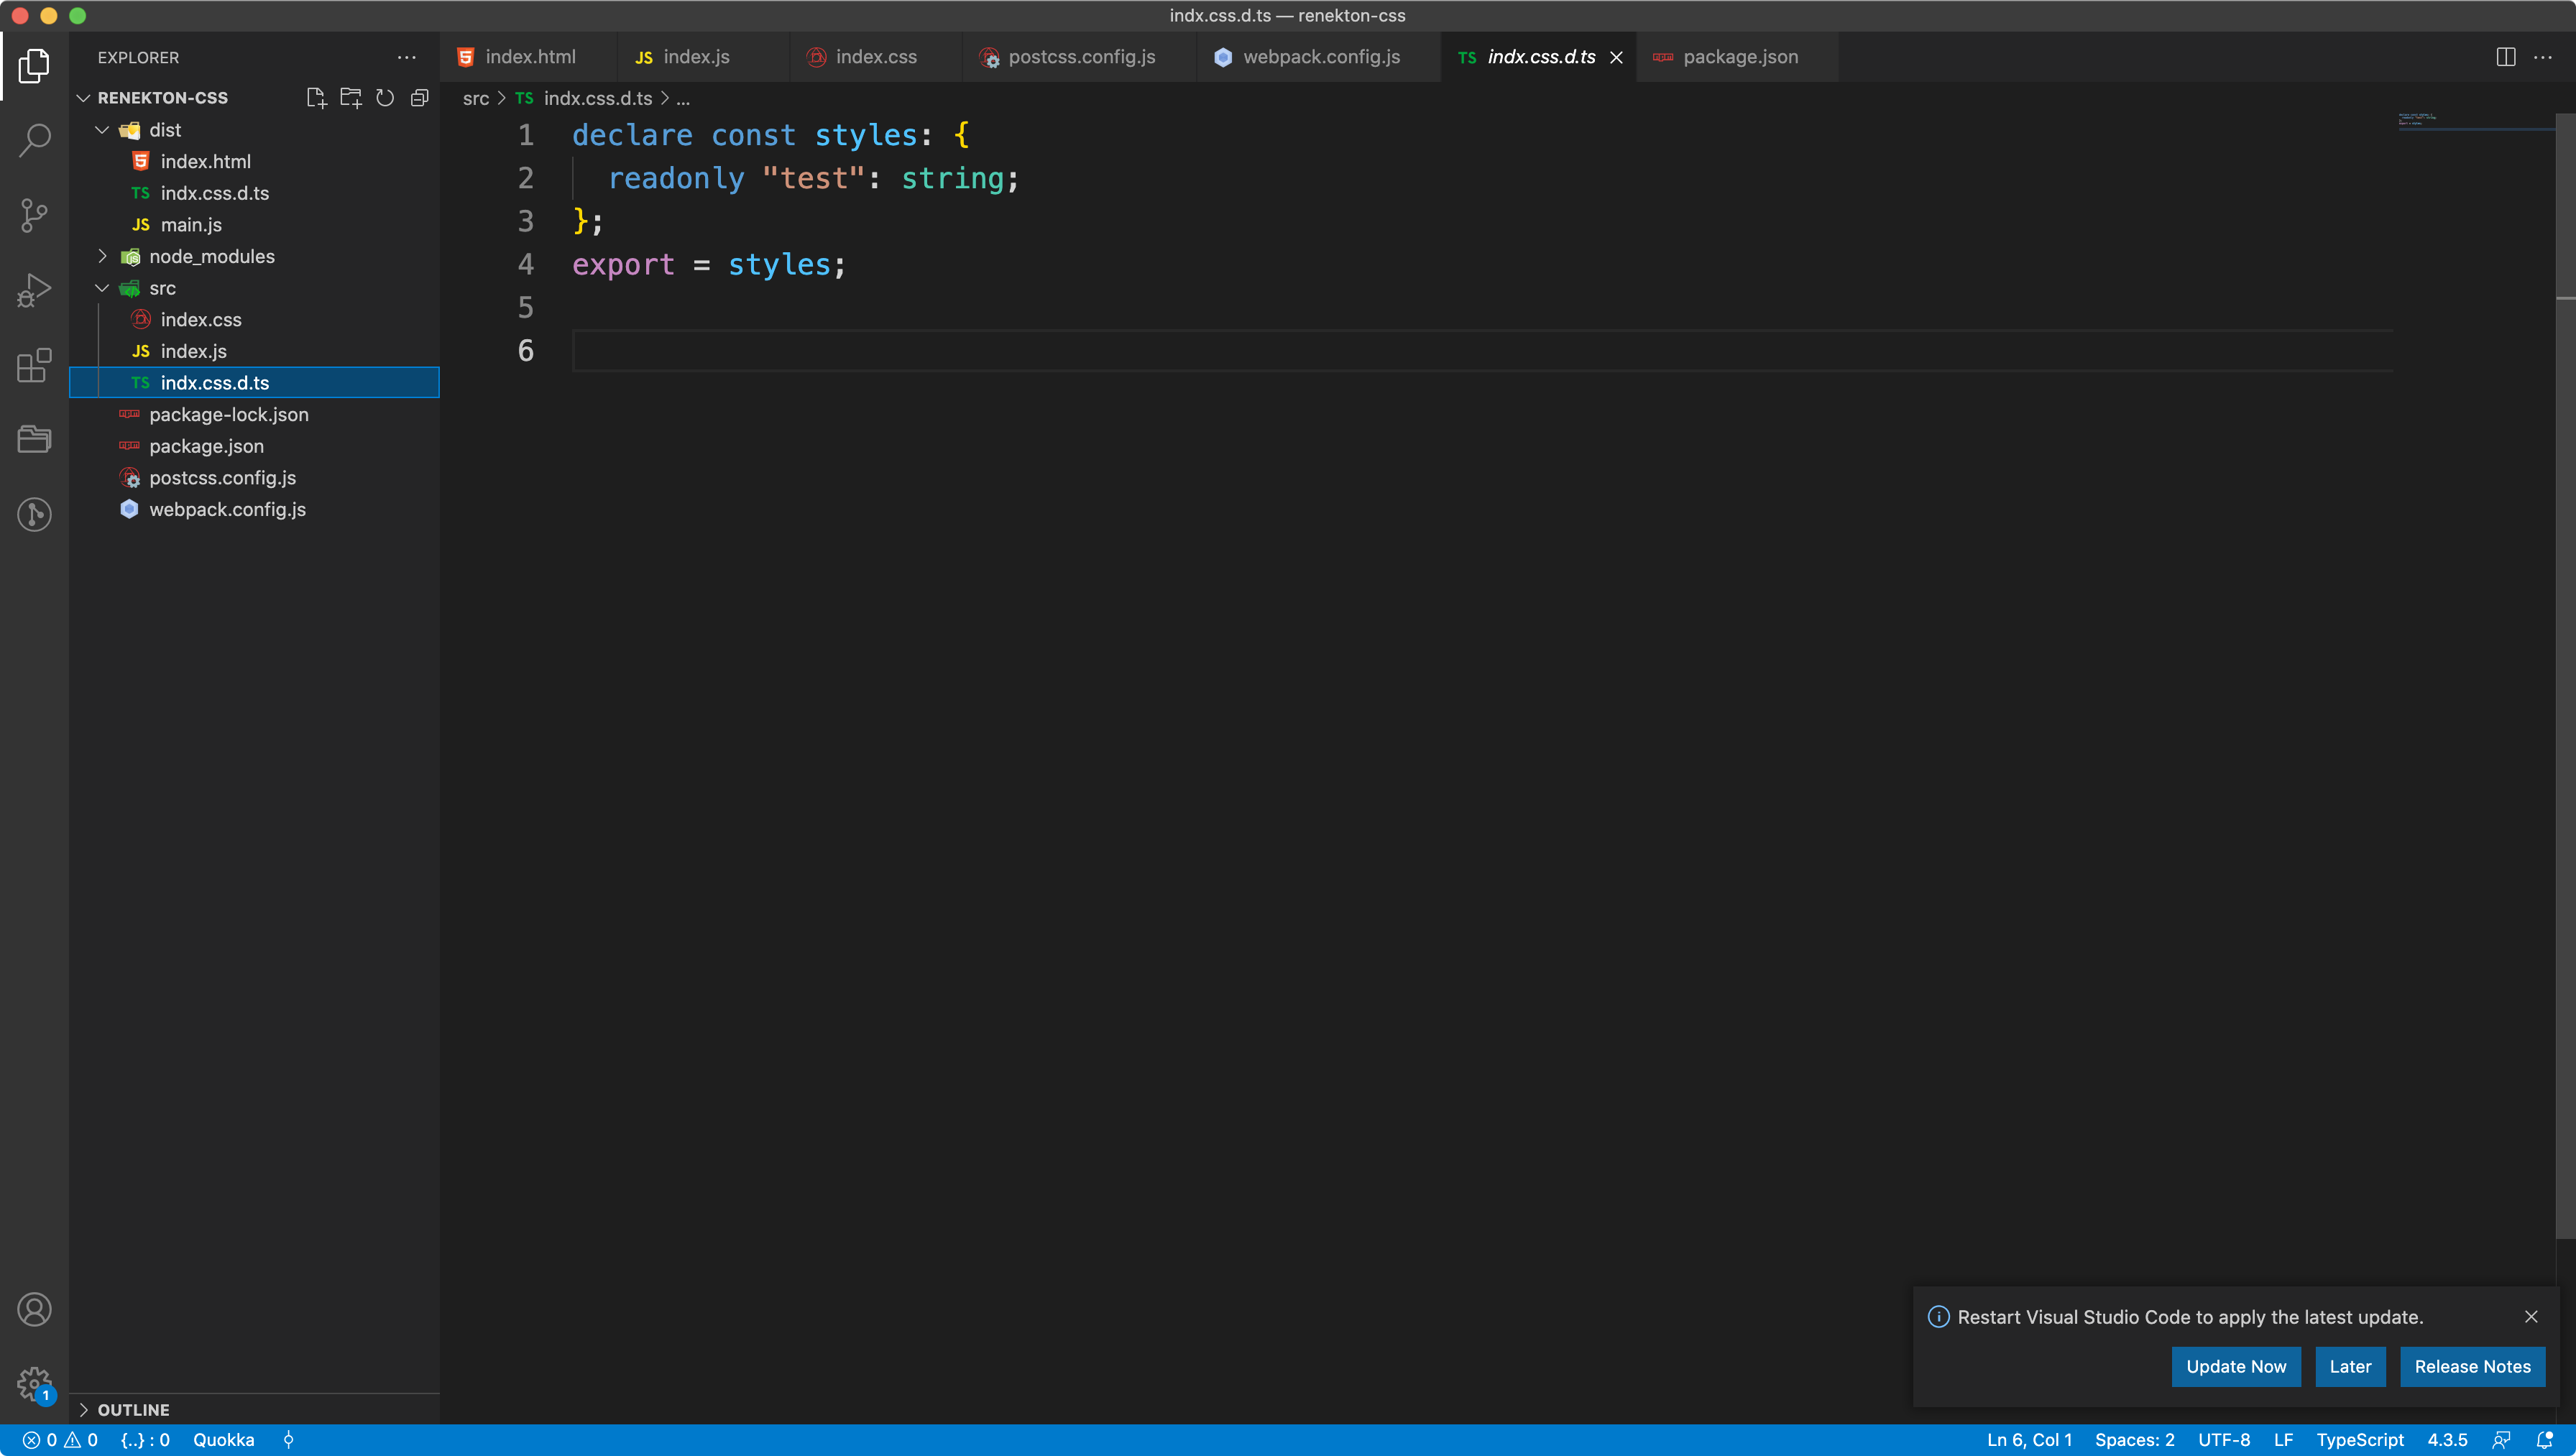 indx.css.d.ts — renekton-css
EXPLORER
RENEKTON-CSS
dist
index.html
TS indx.css.d.ts
JS main.js
node_modules
src
index.css
JS index.js
TS indx.css.d.ts
package-lock.json
package.json
postcss.config.js
webpack.config.js
OUTLINE
index.html JS index.js index.css postcss.config.js webpack.config.js TS indx.css.d.ts package.json
src > TS indx.css.d.ts > ...
1 declare const styles: {
2 readonly "test": string;
3 };
4 export = styles;
5
6
Restart Visual Studio Code to apply the latest update.
Update Now Later Release Notes
1
0 0 {..} : 0 Quokka Ln 6, Col 1 Spaces: 2 UTF-8 LF TypeScript 4.3.5